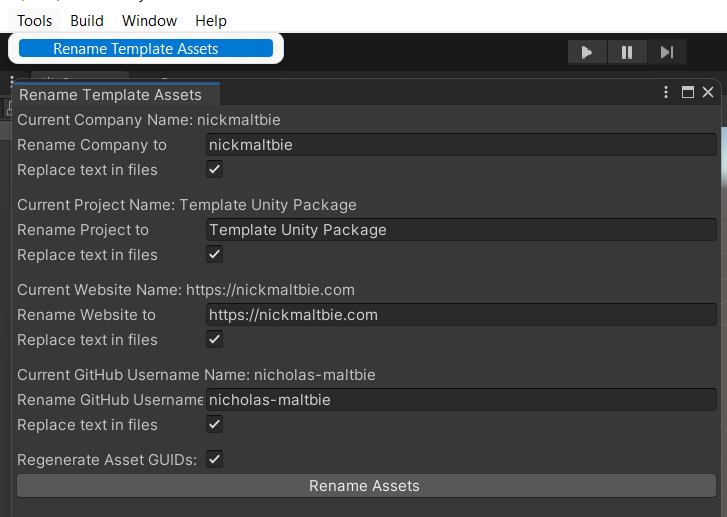 Tools Build Window Help
Rename Template Assets
Rename Template Assets
Current Company Name: nickmaltbie
Rename Company to nickmaltbie
Replace text in files
Current Project Name: Template Unity Package
Rename Project to Template Unity Package
Replace text in files
Current Website Name: https://nickmaltbie.com
Rename Website to https://nickmaltbie.com
Replace text in files
Current GitHub Username Name: nicholas-maltbie
Rename GitHub Username nicholas-maltbie
Replace text in files
Regenerate Asset GUIDs:
Rename Assets